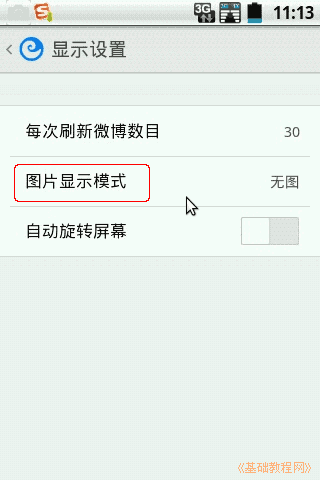 3G 11:13
显示设置
每次刷新微博数目 30
图片显示模式 无图
自动旋转屏幕
《基础教程网》